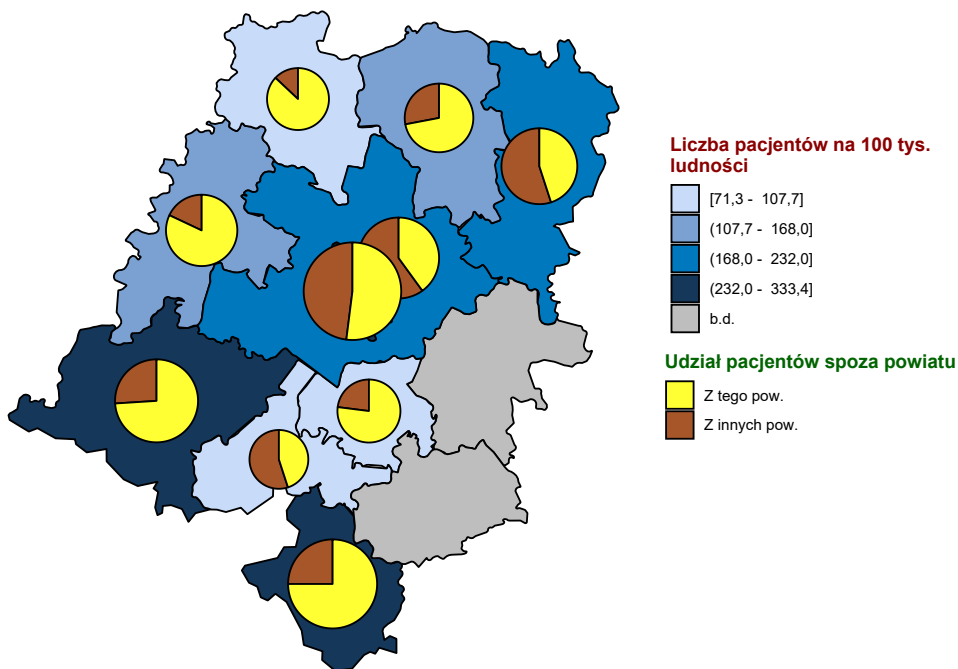 Liczba pacjentów na 100 tys.
ludności
[71,3 - 107,7]
(107,7 - 168,0]
(168,0 - 232,0]
(232,0 - 333,4]
b.d.
Udział pacjentów spoza powiatu
Z tego pow.
Z innych pow.